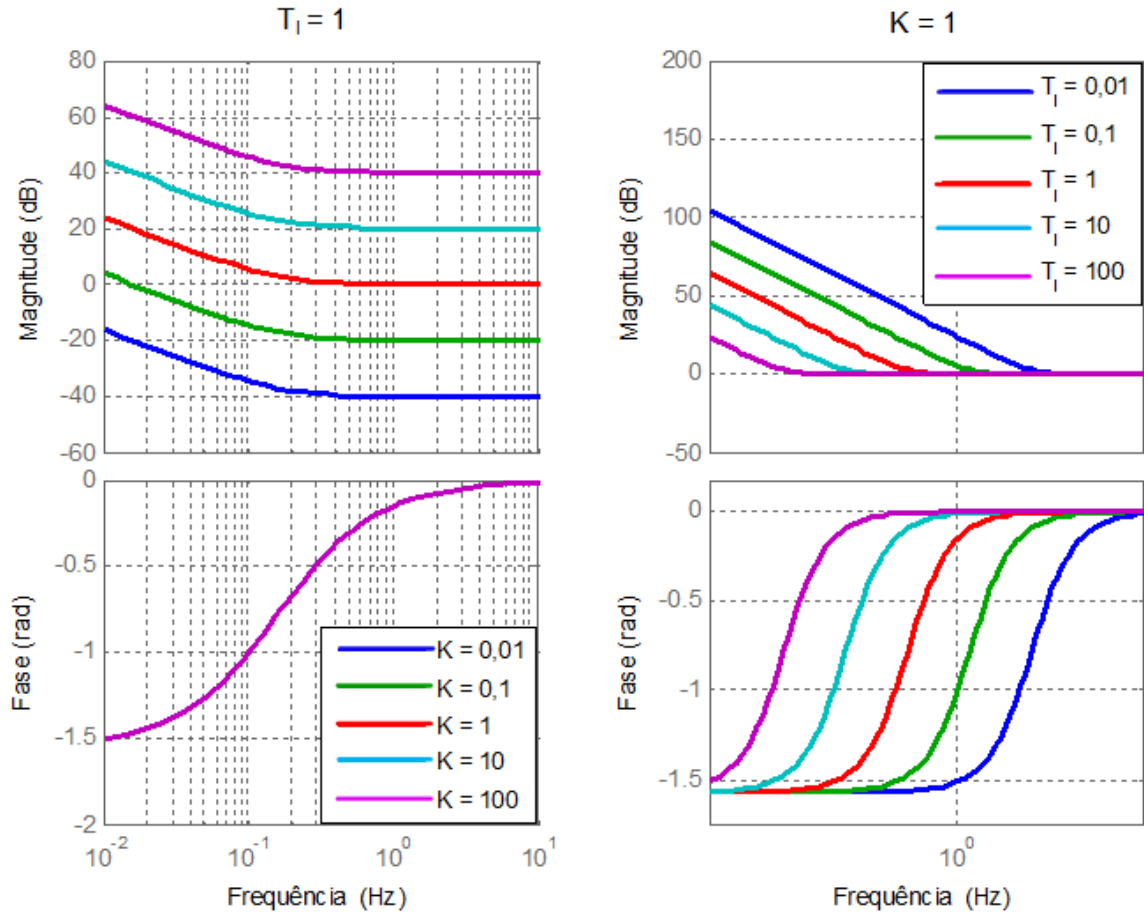 T_I = 1
K = 1
Magnitude (dB)
80
60
40
20
0
-20
-40
-60
Magnitude (dB)
200
150
100
50
0
-50
T_I = 0,01
T_I = 0,1
T_I = 1
T_I = 10
T_I = 100
Fase (rad)
0
-0.5
-1
-1.5
-2
K = 0,01
K = 0,1
K = 1
K = 10
K = 100
10^-2
10^-1
10^0
10^1
Frequência (Hz)
Fase (rad)
0
-0.5
-1
-1.5
10^0
Frequência (Hz)